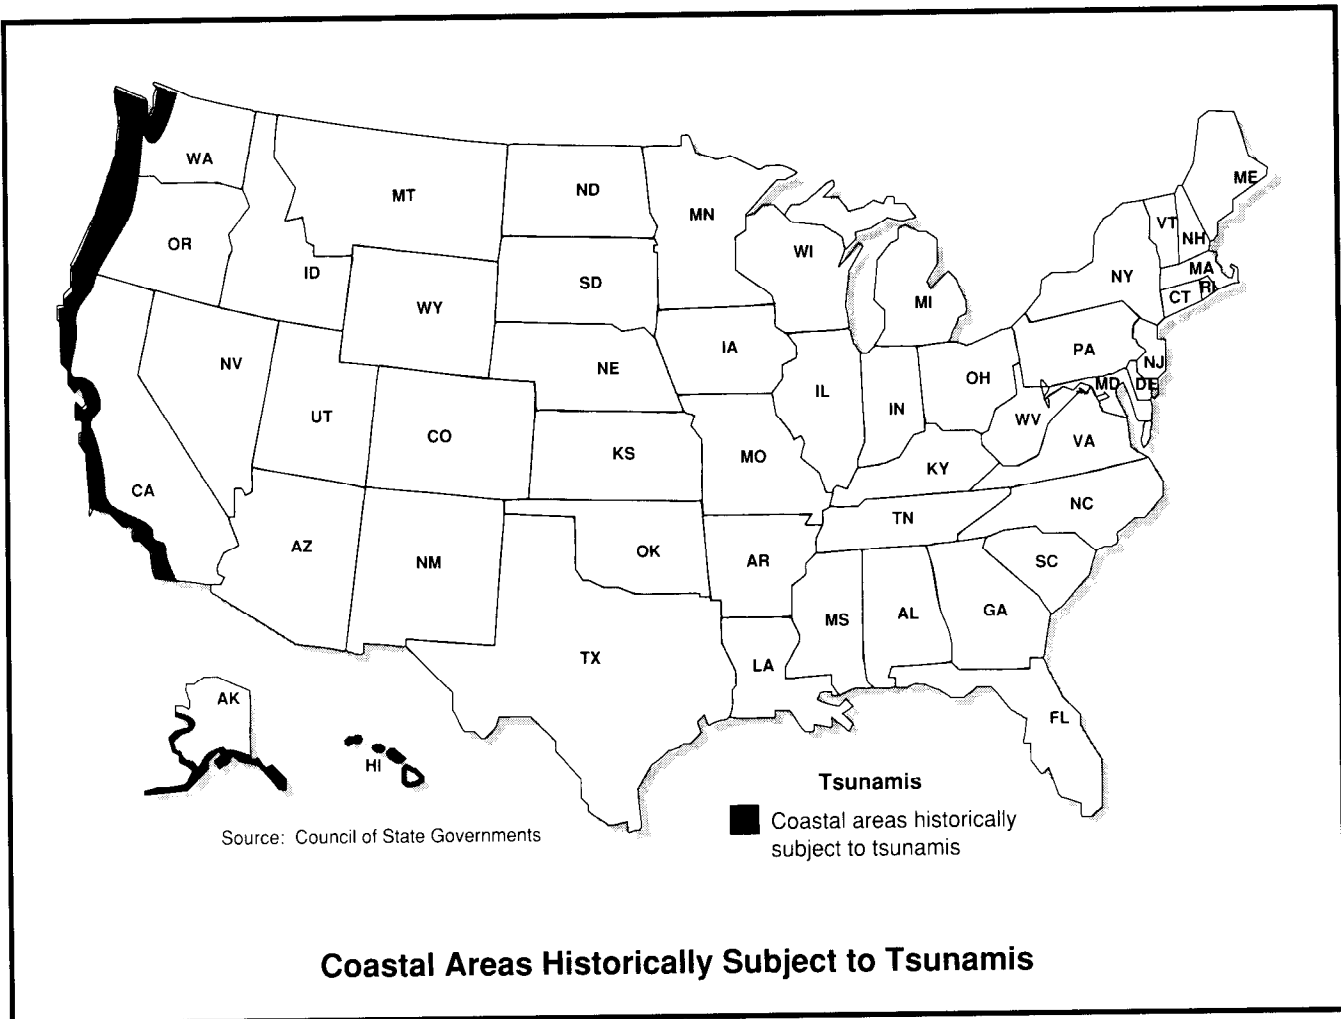 WA
MT
ND
MN
ME
VT
NH
OR
ID
WI
NY
MA
RI
CT
WY
SD
MI
NV
NE
IA
PA
NJ
UT
CO
IL
IN
OH
MD
DE
WV
KS
MO
VA
KY
CA
NC
AZ
TN
NM
OK
AR
SC
MS
AL
GA
TX
LA
AK
FL
HI
Tsunamis
Coastal areas historically
subject to tsunamis
Source: Council of State Governments
Coastal Areas Historically Subject to Tsunamis